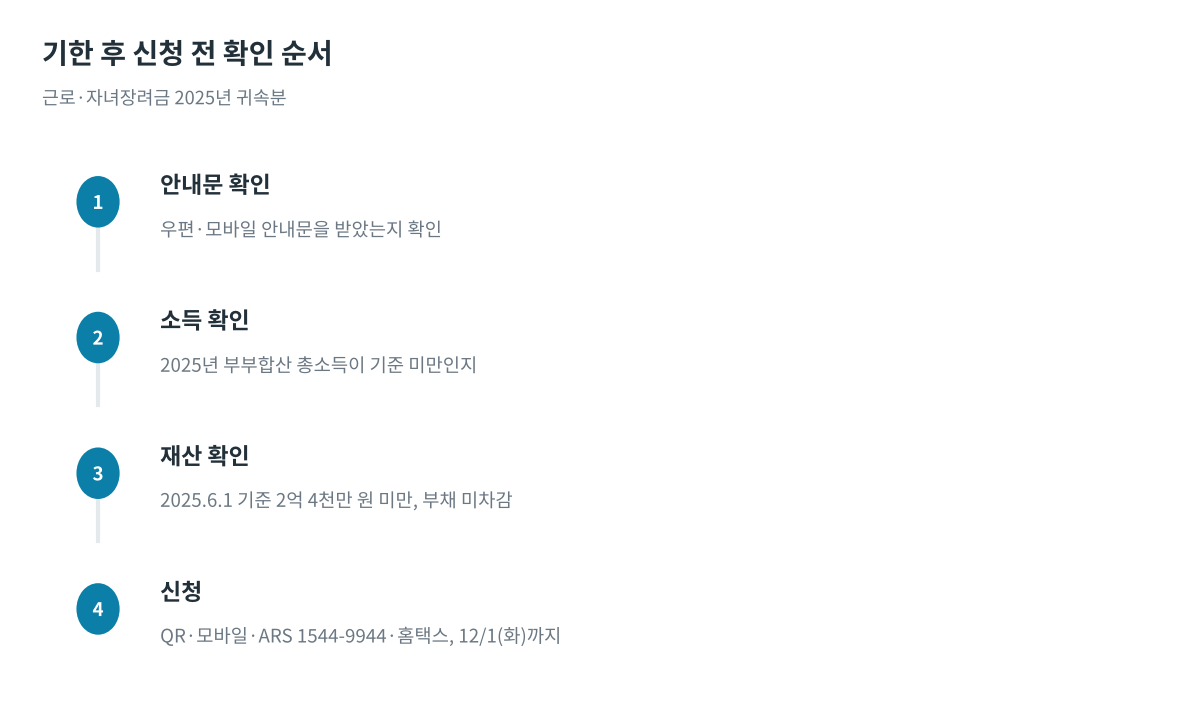 기한 후 신청 전 확인 순서
근로·자녀장려금 2025년 귀속분
1
안내문 확인
우편·모바일 안내문을 받았는지 확인
2
소득 확인
2025년 부부합산 총소득이 기준 미만인지
3
재산 확인
2025.6.1 기준 2억 4천만 원 미만, 부채 미차감
4
신청
QR·모바일·ARS 1544-9944·홈택스, 12/1(화)까지